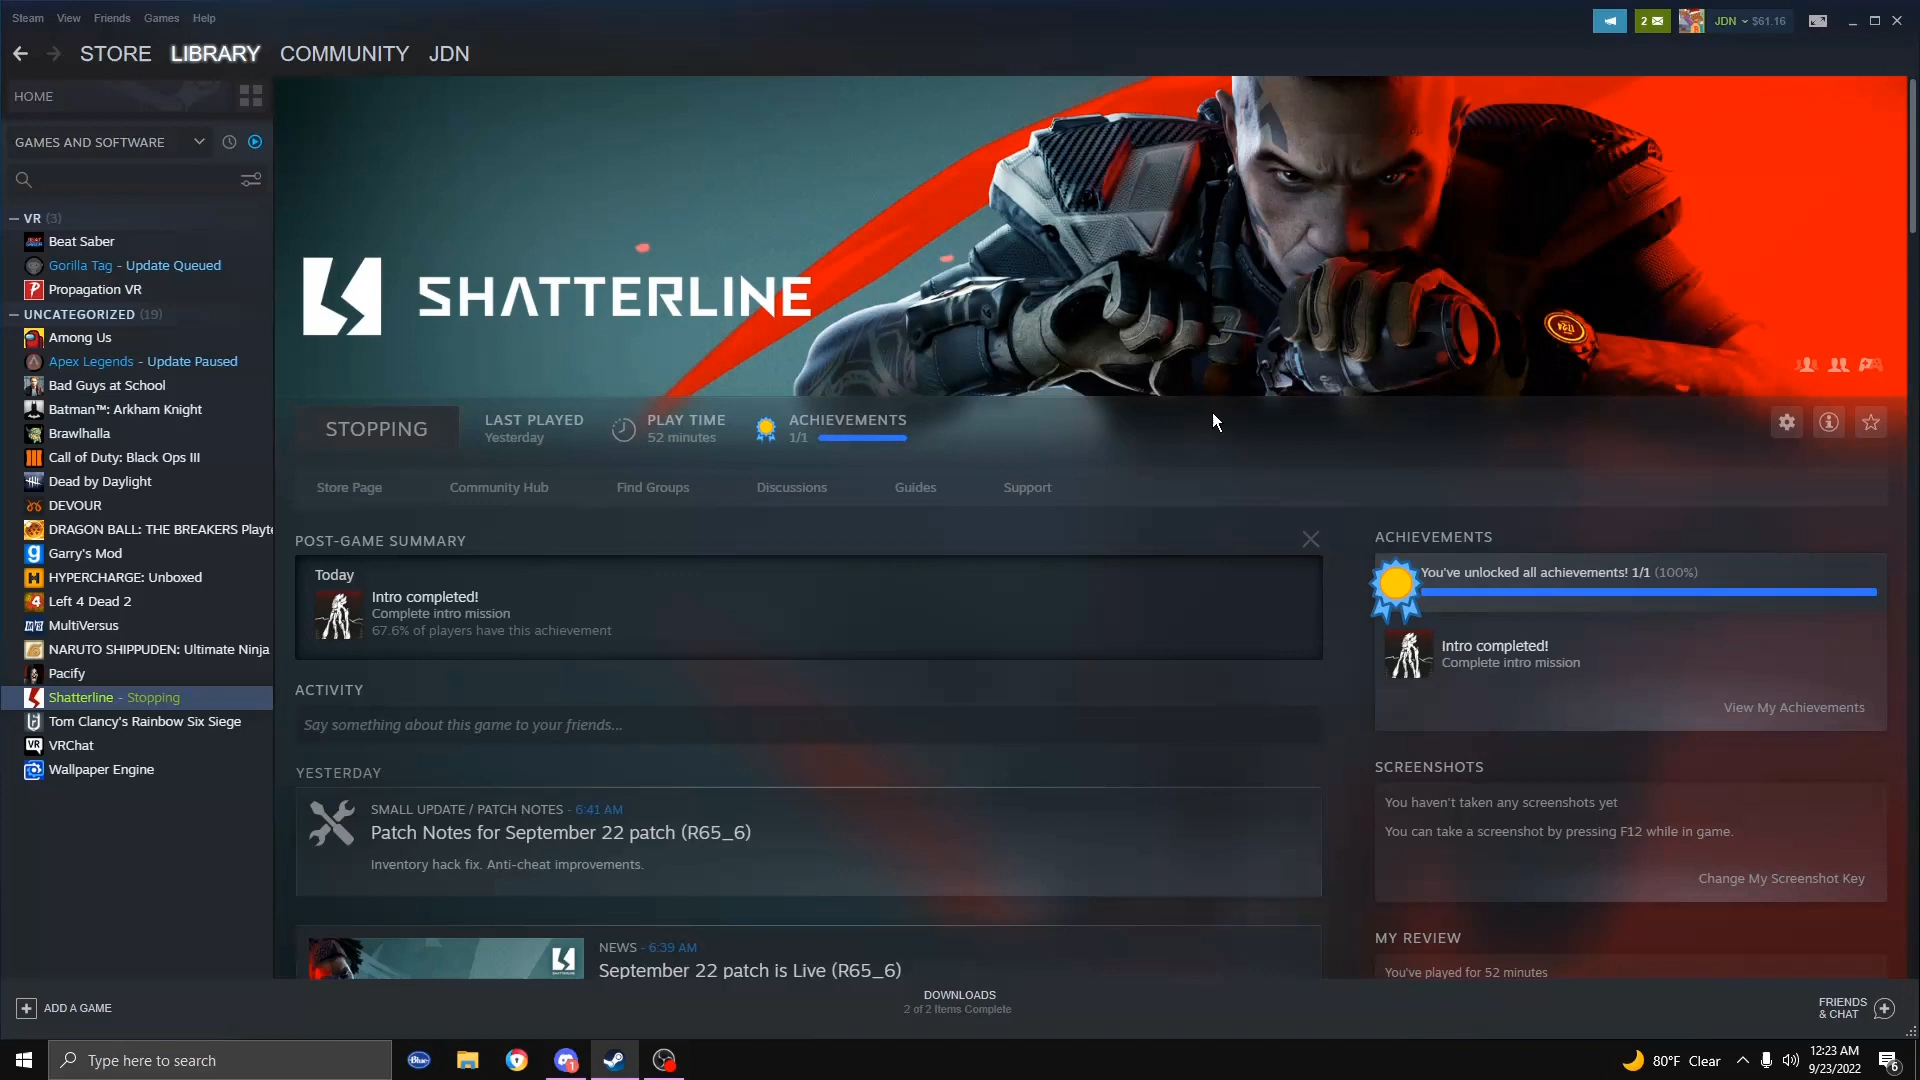 Steam View Friends Games Help
2 JDN $61.16
STORE LIBRARY COMMUNITY JDN
HOME
GAMES AND SOFTWARE
— VR (3)
Beat Saber
Gorilla Tag - Update Queued
Propagation VR
— UNCATEGORIZED (19)
Among Us
Apex Legends - Update Paused
Bad Guys at School
Batman™: Arkham Knight
Brawlhalla
Call of Duty: Black Ops III
Dead by Daylight
DEVOUR
DRAGON BALL: THE BREAKERS Playte
Garry's Mod
HYPERCHARGE: Unboxed
Left 4 Dead 2
MultiVersus
NARUTO SHIPPUDEN: Ultimate Ninja
Pacify
Shatterline - Stopping
Tom Clancy's Rainbow Six Siege
VRChat
Wallpaper Engine
ADD A GAME
SHATTERLINE
STOPPING
LAST PLAYED
Yesterday
PLAY TIME
52 minutes
ACHIEVEMENTS
1/1
Store Page Community Hub Find Groups Discussions Guides Support
POST-GAME SUMMARY
Today
Intro completed!
Complete intro mission
67.6% of players have this achievement
ACTIVITY
Say something about this game to your friends...
YESTERDAY
SMALL UPDATE / PATCH NOTES - 6:41 AM
Patch Notes for September 22 patch (R65_6)
Inventory hack fix. Anti-cheat improvements.
NEWS - 6:39 AM
September 22 patch is Live (R65_6)
ACHIEVEMENTS
You've unlocked all achievements! 1/1 (100%)
Intro completed!
Complete intro mission
View My Achievements
SCREENSHOTS
You haven't taken any screenshots yet
You can take a screenshot by pressing F12 while in game.
Change My Screenshot Key
MY REVIEW
You've played for 52 minutes
DOWNLOADS
2 of 2 Items Complete
FRIENDS
& CHAT
Type here to search
80°F Clear
12:23 AM
9/23/2022
6